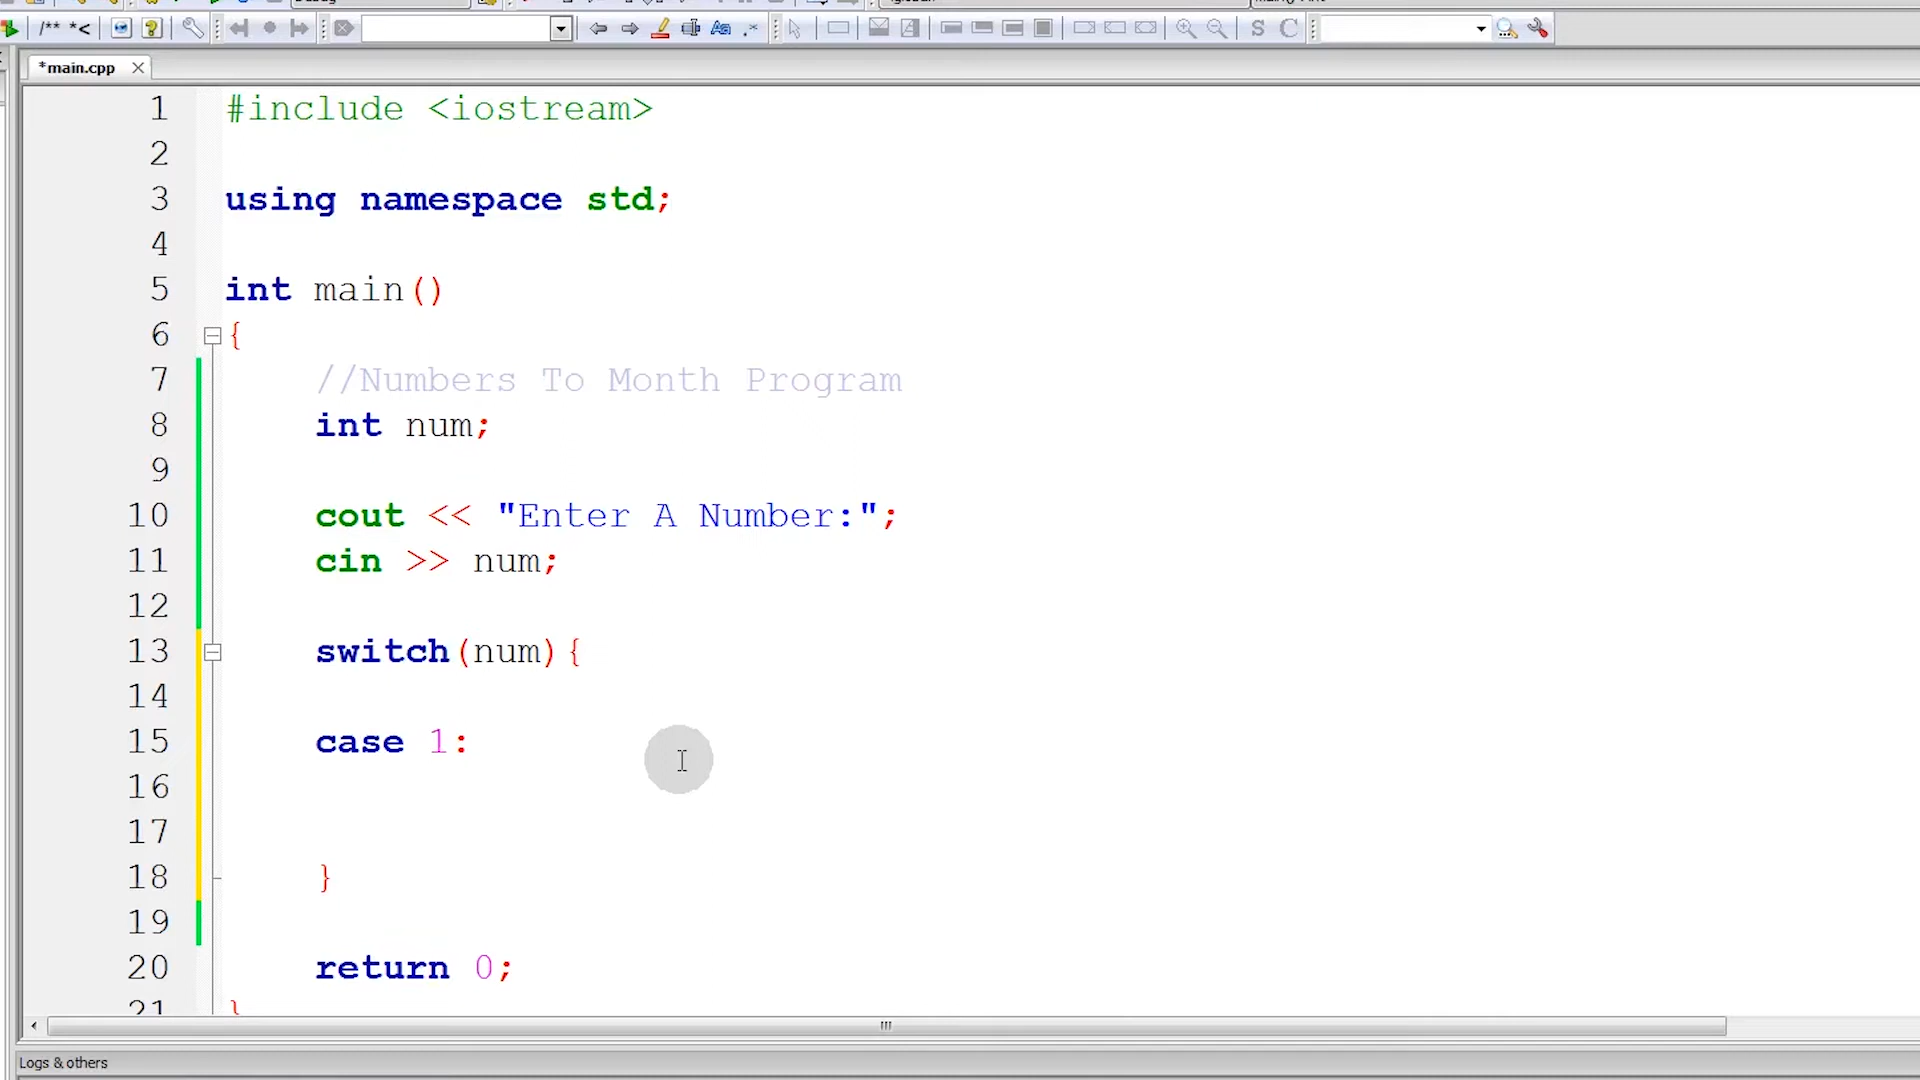 /** *<
S C
*main.cpp
1 #include <iostream>
2
3 using namespace std;
4
5 int main()
6 {
7 //Numbers To Month Program
8 int num;
9
10 cout << "Enter A Number:";
11 cin >> num;
12
13 switch(num){
14
15 case 1:
16
17
18 }
19
20 return 0;
21 }
Logs & others